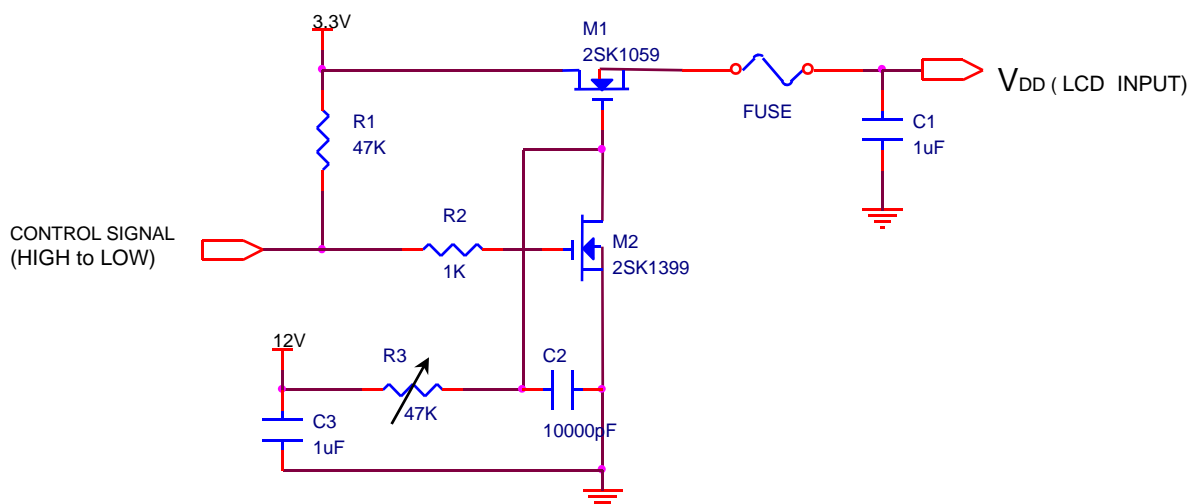 3.3V
M1
2SK1059
FUSE
VDD ( LCD INPUT)
R1
47K
C1
1uF
CONTROL SIGNAL
(HIGH to LOW)
R2
1K
M2
2SK1399
12V
R3
47K
C2
10000pF
C3
1uF